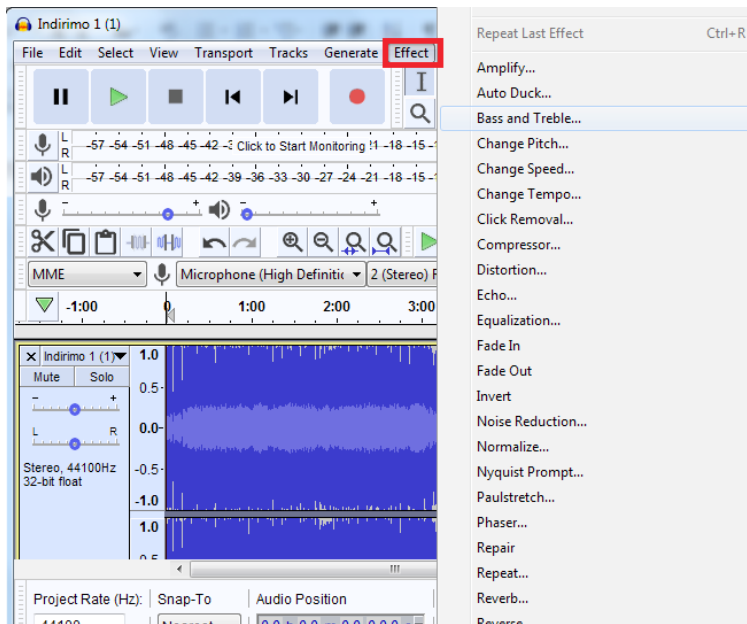 Indirimo 1 (1)
File Edit Select View Transport Tracks Generate Effect
L -57 -54 -51 -48 -45 -42 Click to Start Monitoring -18 -15
R
L -57 -54 -51 -48 -45 -42 -39 -36 -33 -30 -27 -24 -21 -18 -15
R
- +
- +
MME Microphone (High Definitic 2 (Stereo)
-1:00 0 1:00 2:00 3:00
X Indirimo 1 (1) 1.0
Mute Solo
0.5
- +
0.0
L R
Stereo, 44100Hz -0.5
32-bit float
-1.0
1.0
Project Rate (Hz): Snap-To Audio Position
Repeat Last Effect Ctrl+R
Amplify...
Auto Duck...
Bass and Treble...
Change Pitch...
Change Speed...
Change Tempo...
Click Removal...
Compressor...
Distortion...
Echo...
Equalization...
Fade In
Fade Out
Invert
Noise Reduction...
Normalize...
Nyquist Prompt...
Paulstretch...
Phaser...
Repair
Repeat...
Reverb...
Reverse